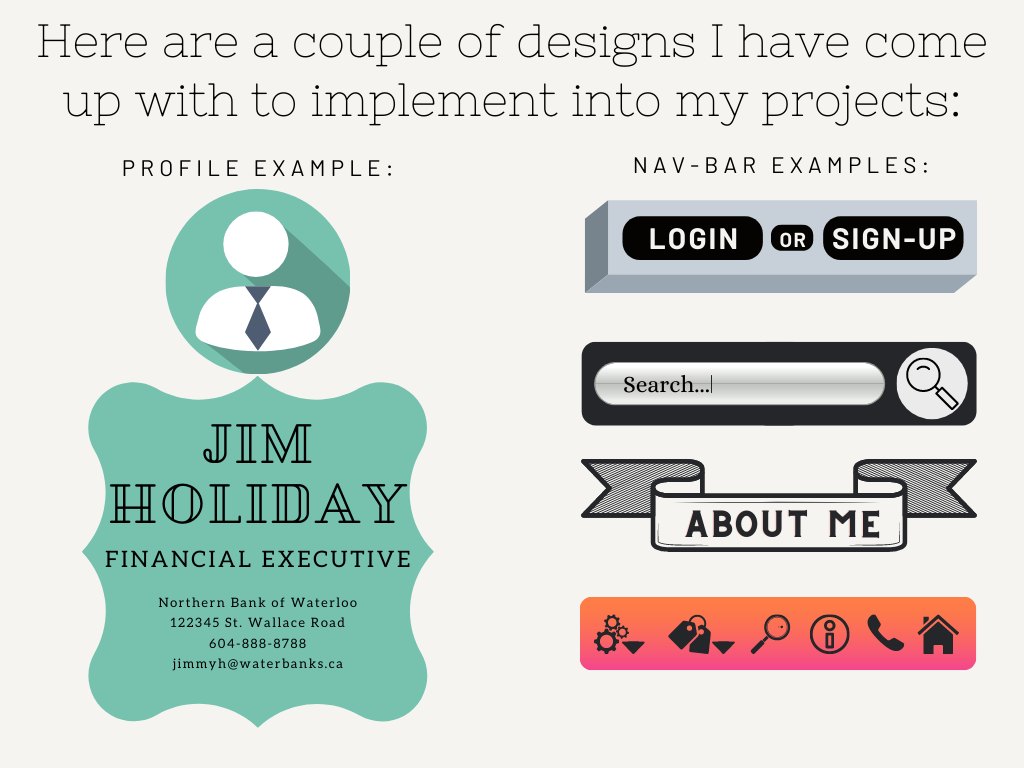 Here are a couple of designs I have come
up with to implement into my projects:
PROFILE EXAMPLE:
JIM
HOLIDAY
FINANCIAL EXECUTIVE
Northern Bank of Waterloo
122345 St. Wallace Road
604-888-8788
jimmyh@waterbanks.ca
NAV-BAR EXAMPLES:
LOGIN OR SIGN-UP
Search...
ABOUT ME